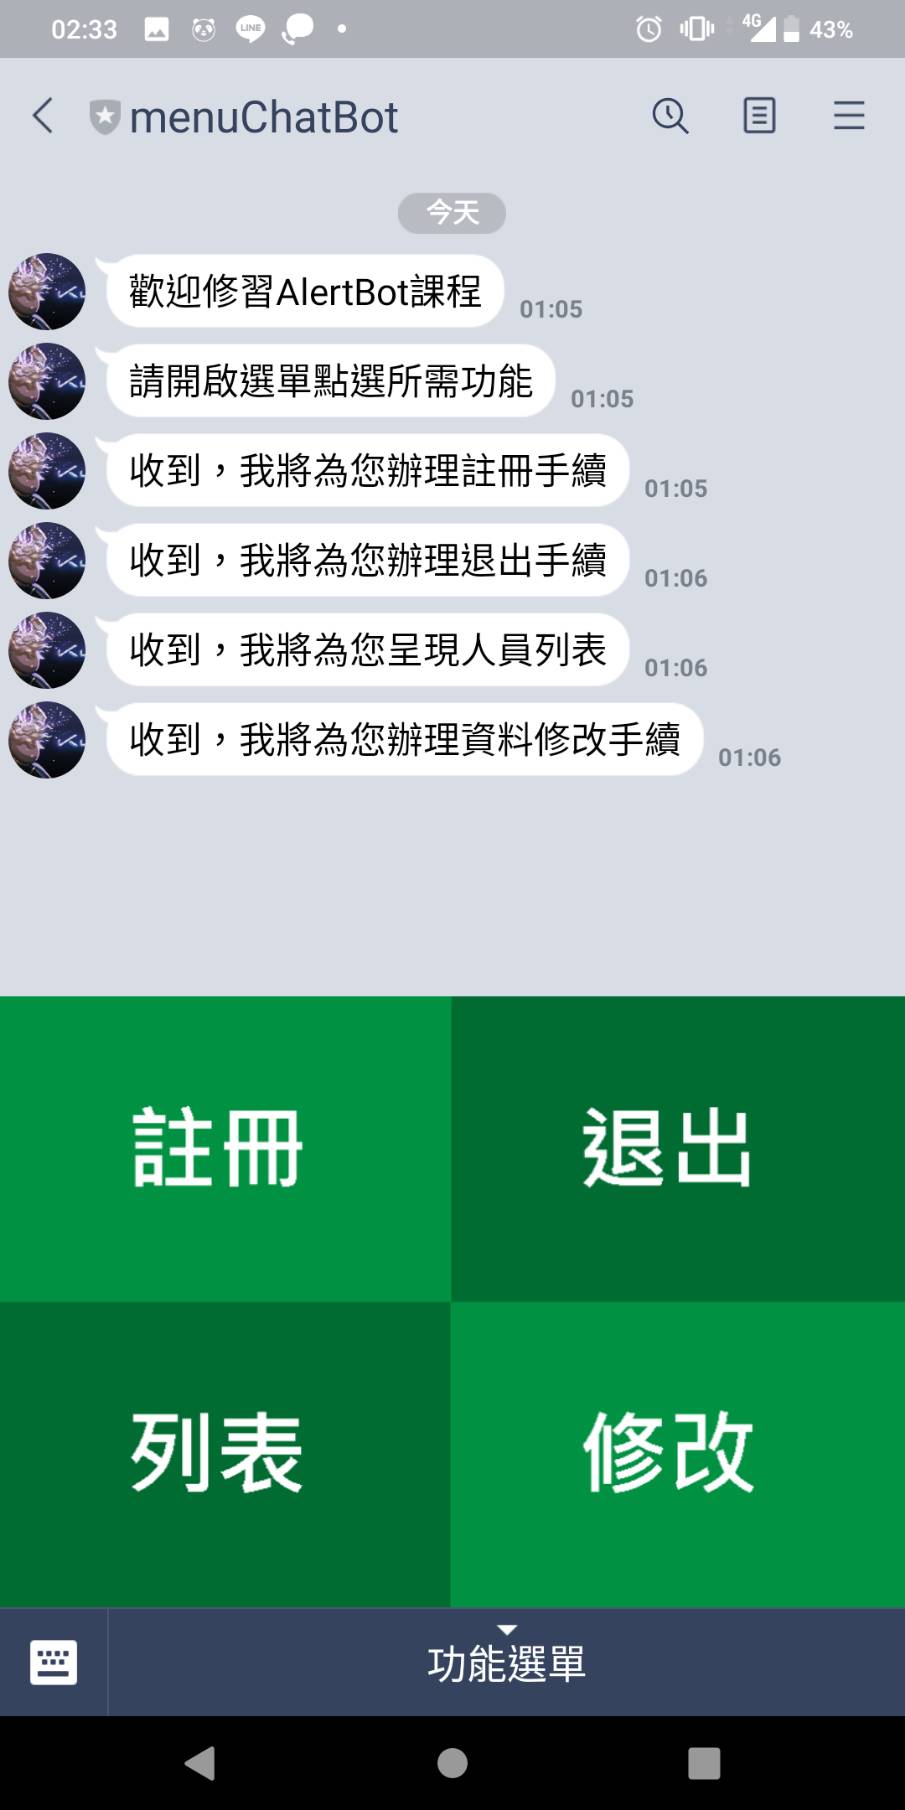 02:33
LINE
4G
43%
menuChatBot
今天
歡迎修習AlertBot課程
01:05
請開啟選單點選所需功能
01:05
收到，我將為您辦理註冊手續
01:05
收到，我將為您辦理退出手續
01:06
收到，我將為您呈現人員列表
01:06
收到，我將為您辦理資料修改手續
01:06
註冊
退出
列表
修改
功能選單